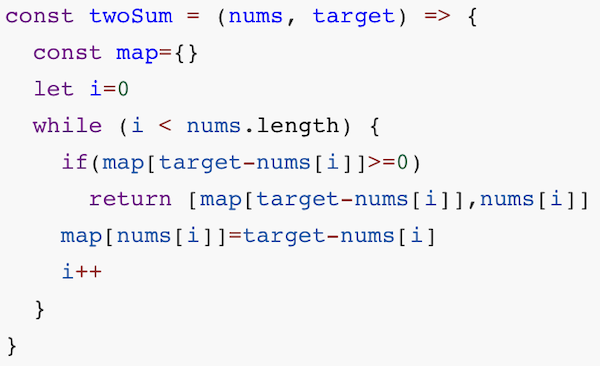 const twoSum = (nums, target) => {
  const map={}
  let i=0
  while (i < nums.length) {
    if(map[target-nums[i]]>=0)
      return [map[target-nums[i]],nums[i]]
    map[nums[i]]=target-nums[i]
    i++
  }
}